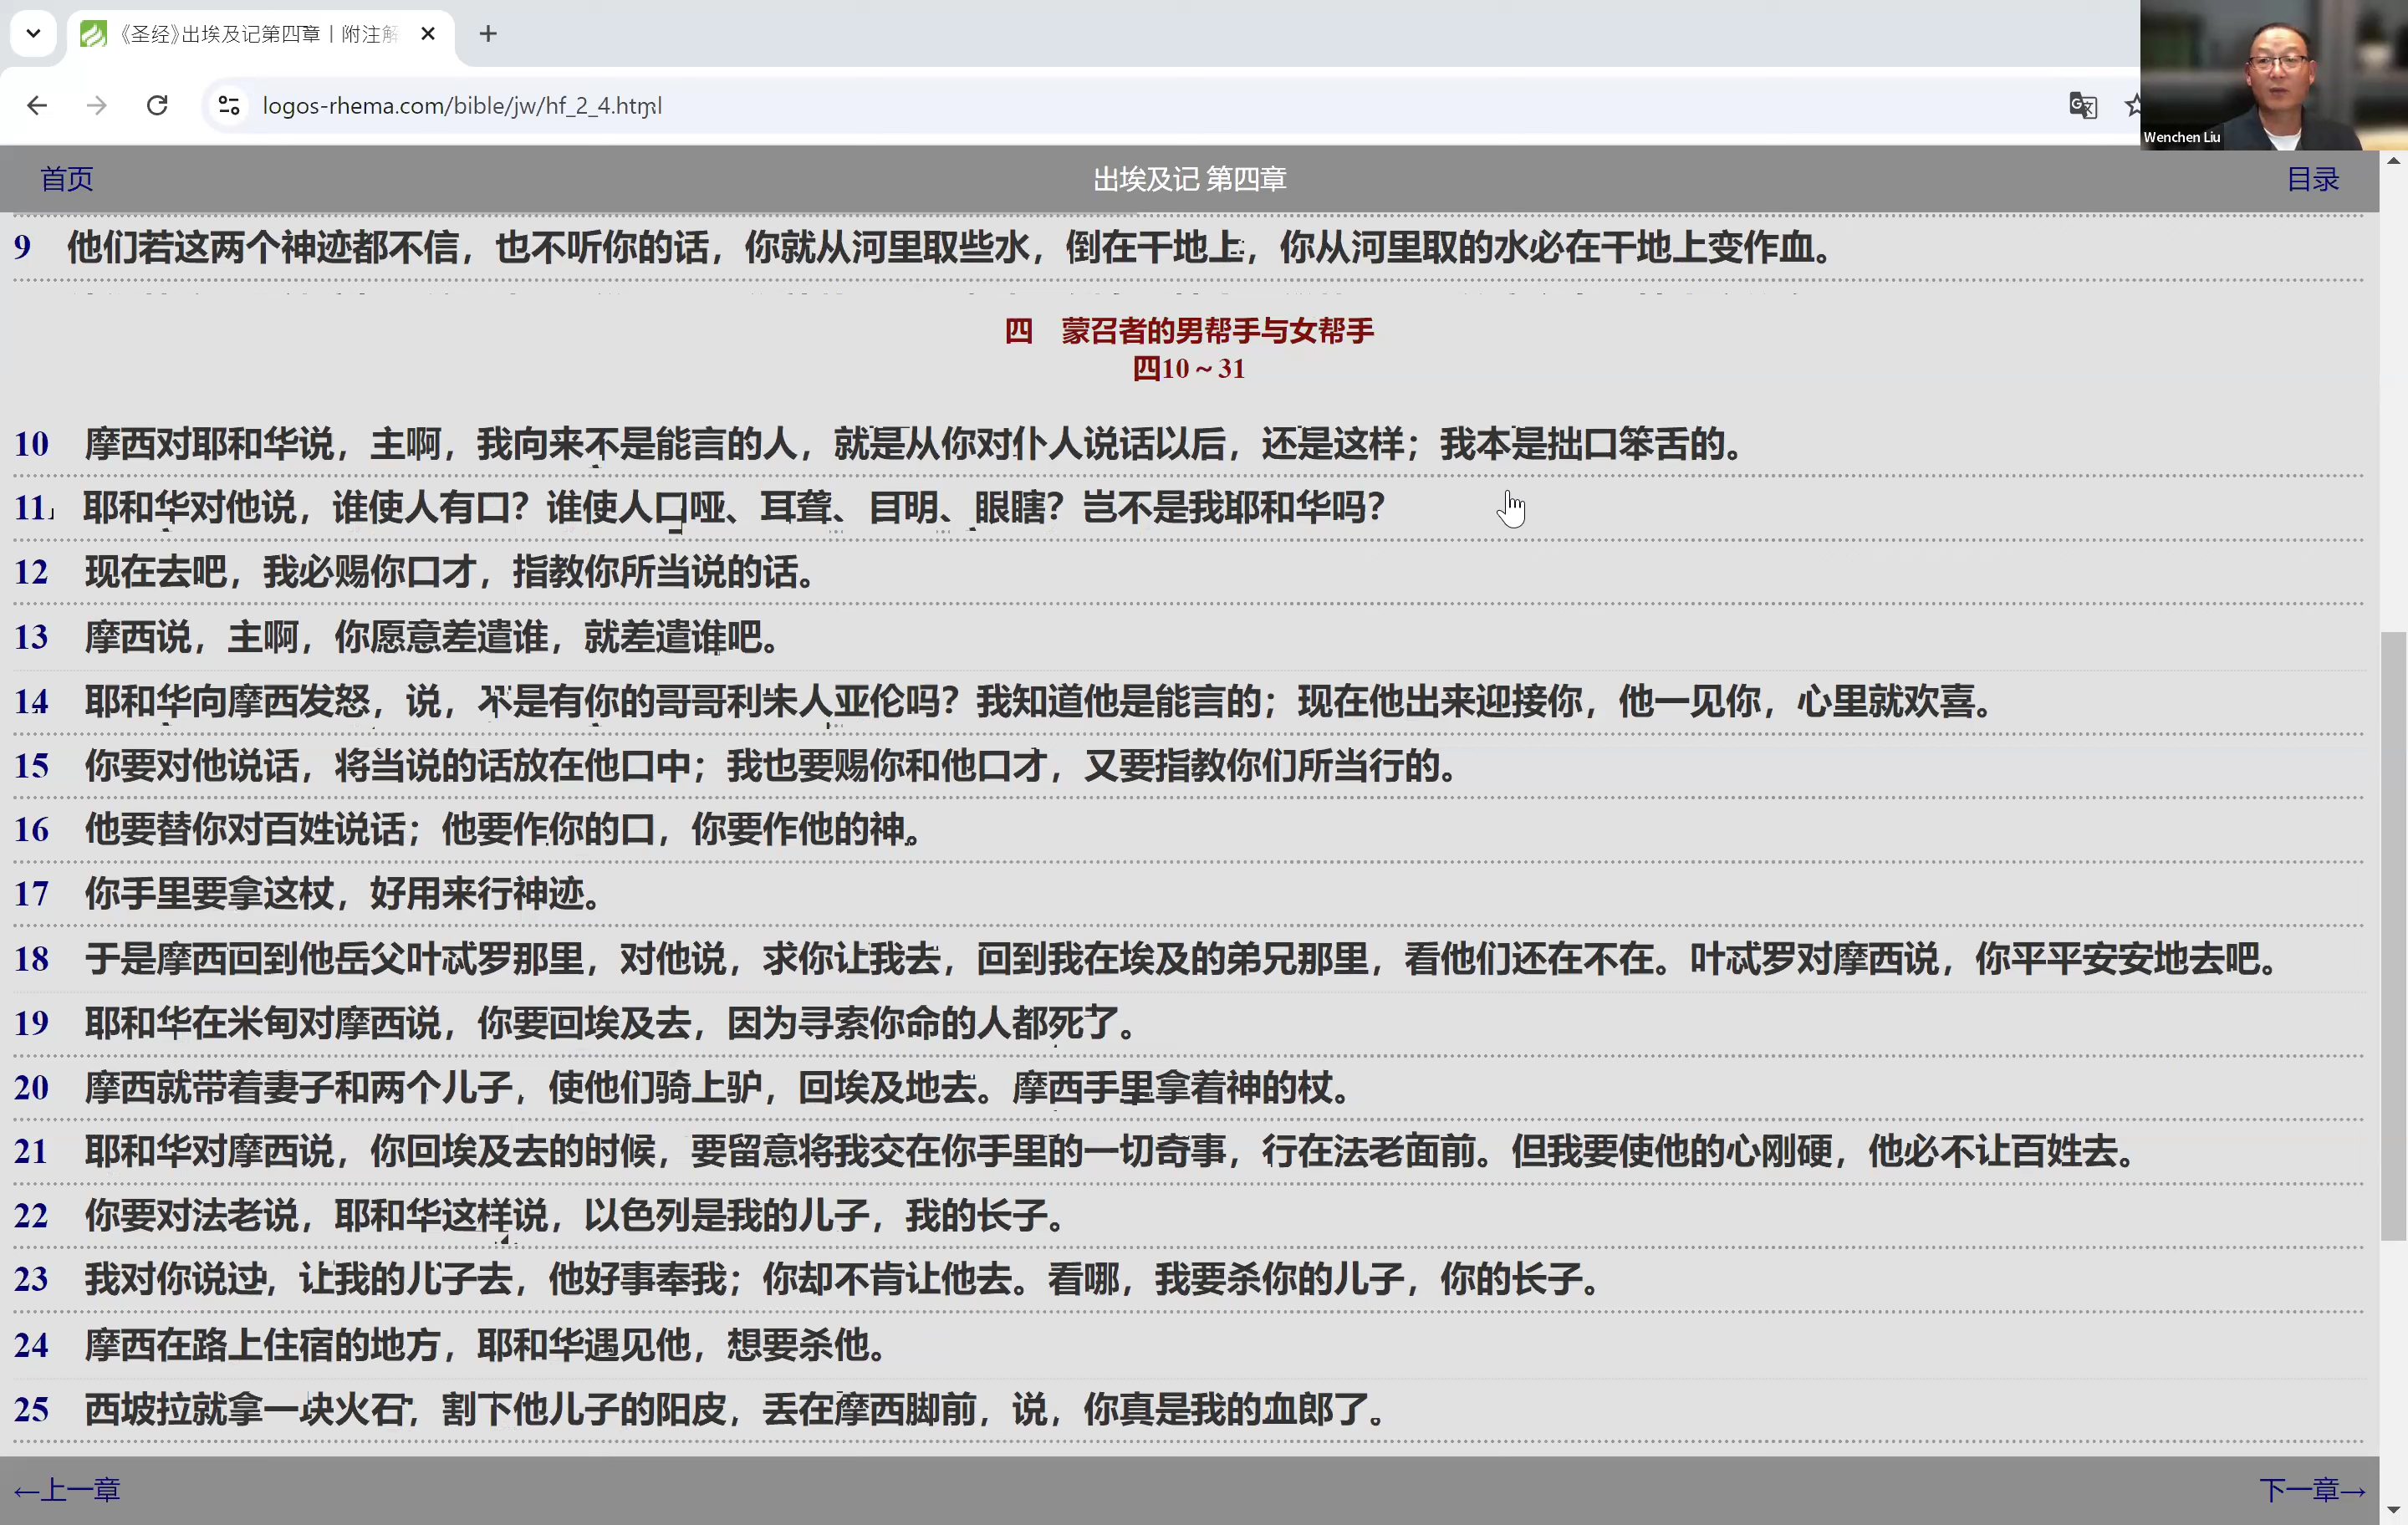 《圣经》出埃及记第四章｜附注解
logos-rhema.com/bible/jw/hf_2_4.html
Wenchen Liu
首页
出埃及记 第四章
目录
9 他们若这两个神迹都不信，也不听你的话，你就从河里取些水，倒在干地上，你从河里取的水必在干地上变作血。
四 蒙召者的男帮手与女帮手
四10～31
10 摩西对耶和华说，主啊，我向来不是能言的人，就是从你对仆人说话以后，还是这样；我本是拙口笨舌的。
11 耶和华对他说，谁使人有口？谁使人口哑、耳聋、目明、眼瞎？岂不是我耶和华吗？
12 现在去吧，我必赐你口才，指教你所当说的话。
13 摩西说，主啊，你愿意差遣谁，就差遣谁吧。
14 耶和华向摩西发怒，说，不是有你的哥哥利未人亚伦吗？我知道他是能言的；现在他出来迎接你，他一见你，心里就欢喜。
15 你要对他说话，将当说的话放在他口中；我也要赐你和他口才，又要指教你们所当行的。
16 他要替你对百姓说话；他要作你的口，你要作他的神。
17 你手里要拿这杖，好用来行神迹。
18 于是摩西回到他岳父叶忒罗那里，对他说，求你让我去，回到我在埃及的弟兄那里，看他们还在不在。叶忒罗对摩西说，你平平安安地去吧。
19 耶和华在米甸对摩西说，你要回埃及去，因为寻索你命的人都死了。
20 摩西就带着妻子和两个儿子，使他们骑上驴，回埃及地去。摩西手里拿着神的杖。
21 耶和华对摩西说，你回埃及去的时候，要留意将我交在你手里的一切奇事，行在法老面前。但我要使他的心刚硬，他必不让百姓去。
22 你要对法老说，耶和华这样说，以色列是我的儿子，我的长子。
23 我对你说过，让我的儿子去，他好事奉我；你却不肯让他去。看哪，我要杀你的儿子，你的长子。
24 摩西在路上住宿的地方，耶和华遇见他，想要杀他。
25 西坡拉就拿一块火石，割下他儿子的阳皮，丢在摩西脚前，说，你真是我的血郎了。
←上一章
下一章→